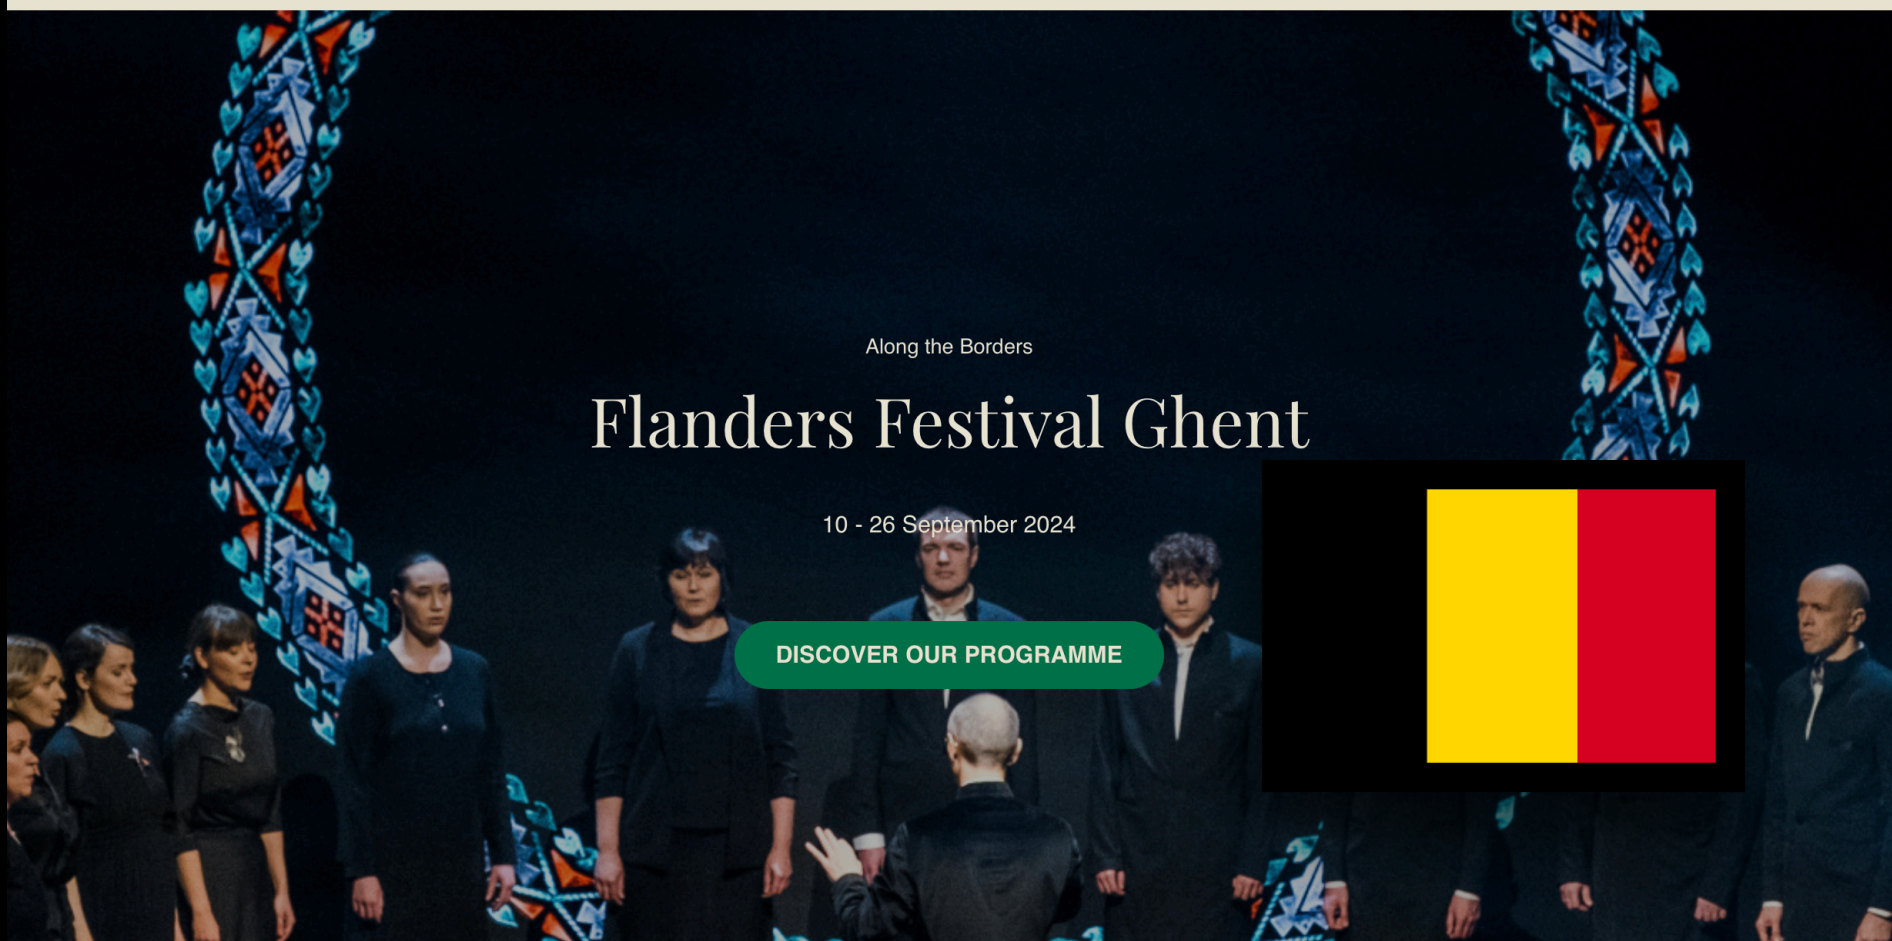 Along the Borders
Flanders Festival Ghent
10 - 26 September 2024
DISCOVER OUR PROGRAMME